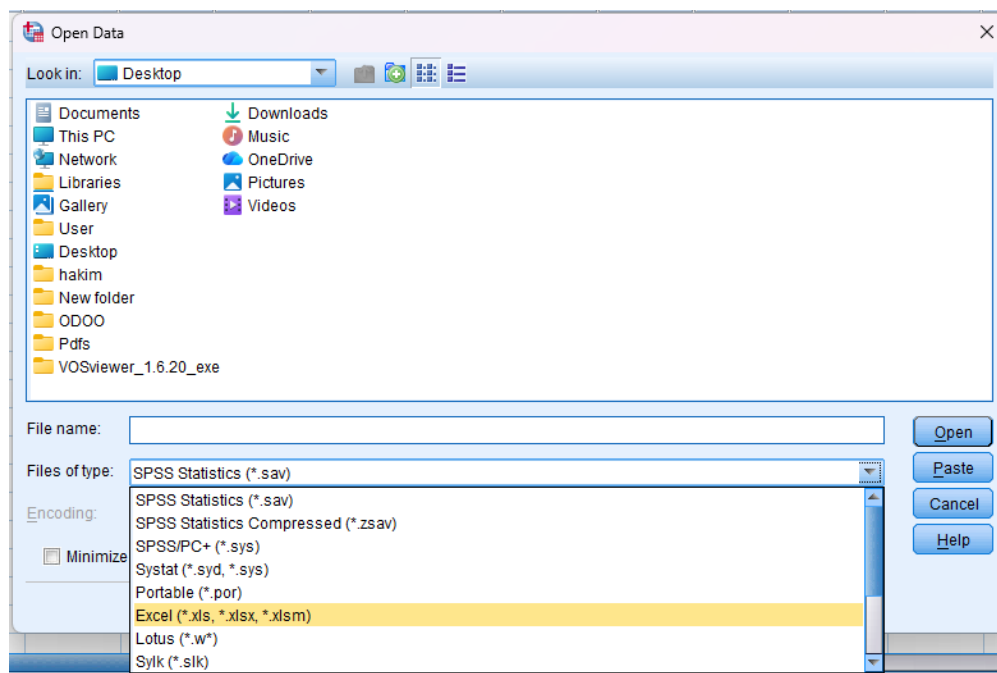 Open Data
Look in: Desktop
Documents
This PC
Network
Libraries
Gallery
User
Desktop
hakim
New folder
ODOO
Pdfs
VOSviewer_1.6.20_exe
Downloads
Music
OneDrive
Pictures
Videos
File name:
Open
Files of type: SPSS Statistics (*.sav)
Paste
SPSS Statistics (*.sav)
Encoding:
Cancel
SPSS Statistics Compressed (*.zsav)
SPSS/PC+ (*.sys)
Help
Minimize
Systat (*.syd, *.sys)
Portable (*.por)
Excel (*.xls, *.xlsx, *.xlsm)
Lotus (*.w*)
Sylk (*.slk)